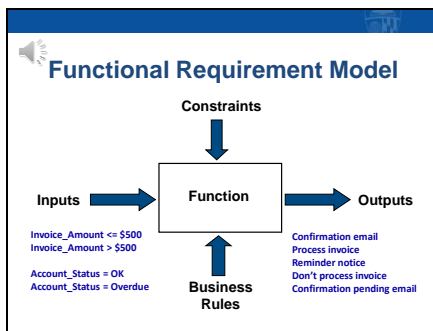 Functional Requirement Model
Constraints
Inputs
Function
Outputs
Invoice_Amount <= $500
Invoice_Amount > $500
Account_Status = OK
Account_Status = Overdue
Business
Rules
Confirmation email
Process invoice
Reminder notice
Don't process invoice
Confirmation pending email